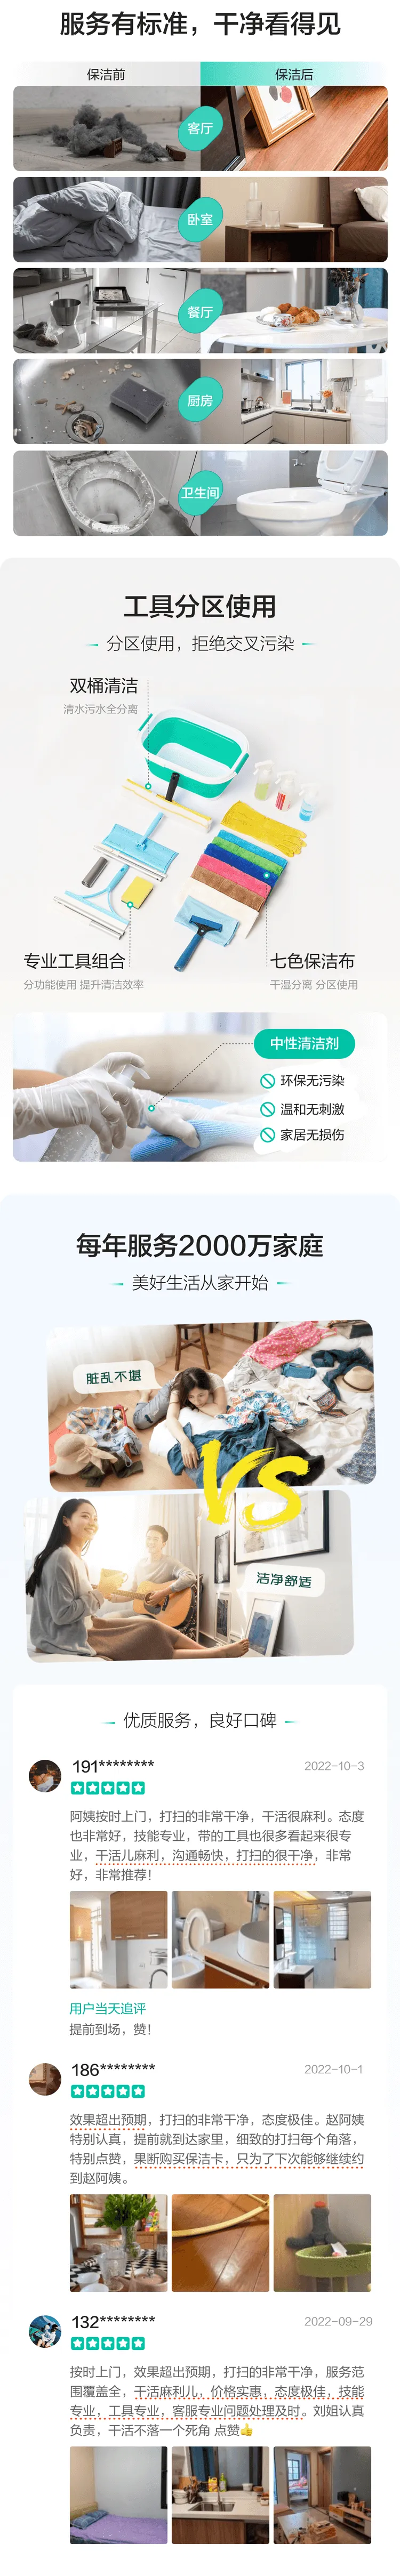 服务有标准，干净看得见
保洁前
保洁后
客厅
卧室
餐厅
厨房
卫生间
工具分区使用
分区使用，拒绝交叉污染
双桶清洁
清水污水全分离
专业工具组合
分功能使用 提升清洁效率
七色保洁布
干湿分离 分区使用
中性清洁剂
环保无污染
温和无刺激
家居无损伤
每年服务2000万家庭
美好生活从家开始
脏乱不堪
VS
洁净舒适
优质服务，良好口碑
191********
2022-10-3
阿姨按时上门，打扫的非常干净，干活很麻利。态度
也非常好，技能专业，带的工具也很多看起来很专
业，干活儿麻利，沟通畅快，打扫的很干净，非常
好，非常推荐！
用户当天追评
提前到场，赞！
186********
2022-10-1
效果超出预期，打扫的非常干净，态度极佳。赵阿姨
特别认真，提前就到达家里，细致的打扫每个角落，
特别点赞，果断购买保洁卡，只为了下次能够继续约
到赵阿姨。
132********
2022-09-29
按时上门，效果超出预期，打扫的非常干净，服务范
围覆盖全，干活麻利儿，价格实惠，态度极佳，技能
专业，工具专业，客服专业问题处理及时。刘姐认真
负责，干活不落一个死角 点赞👍